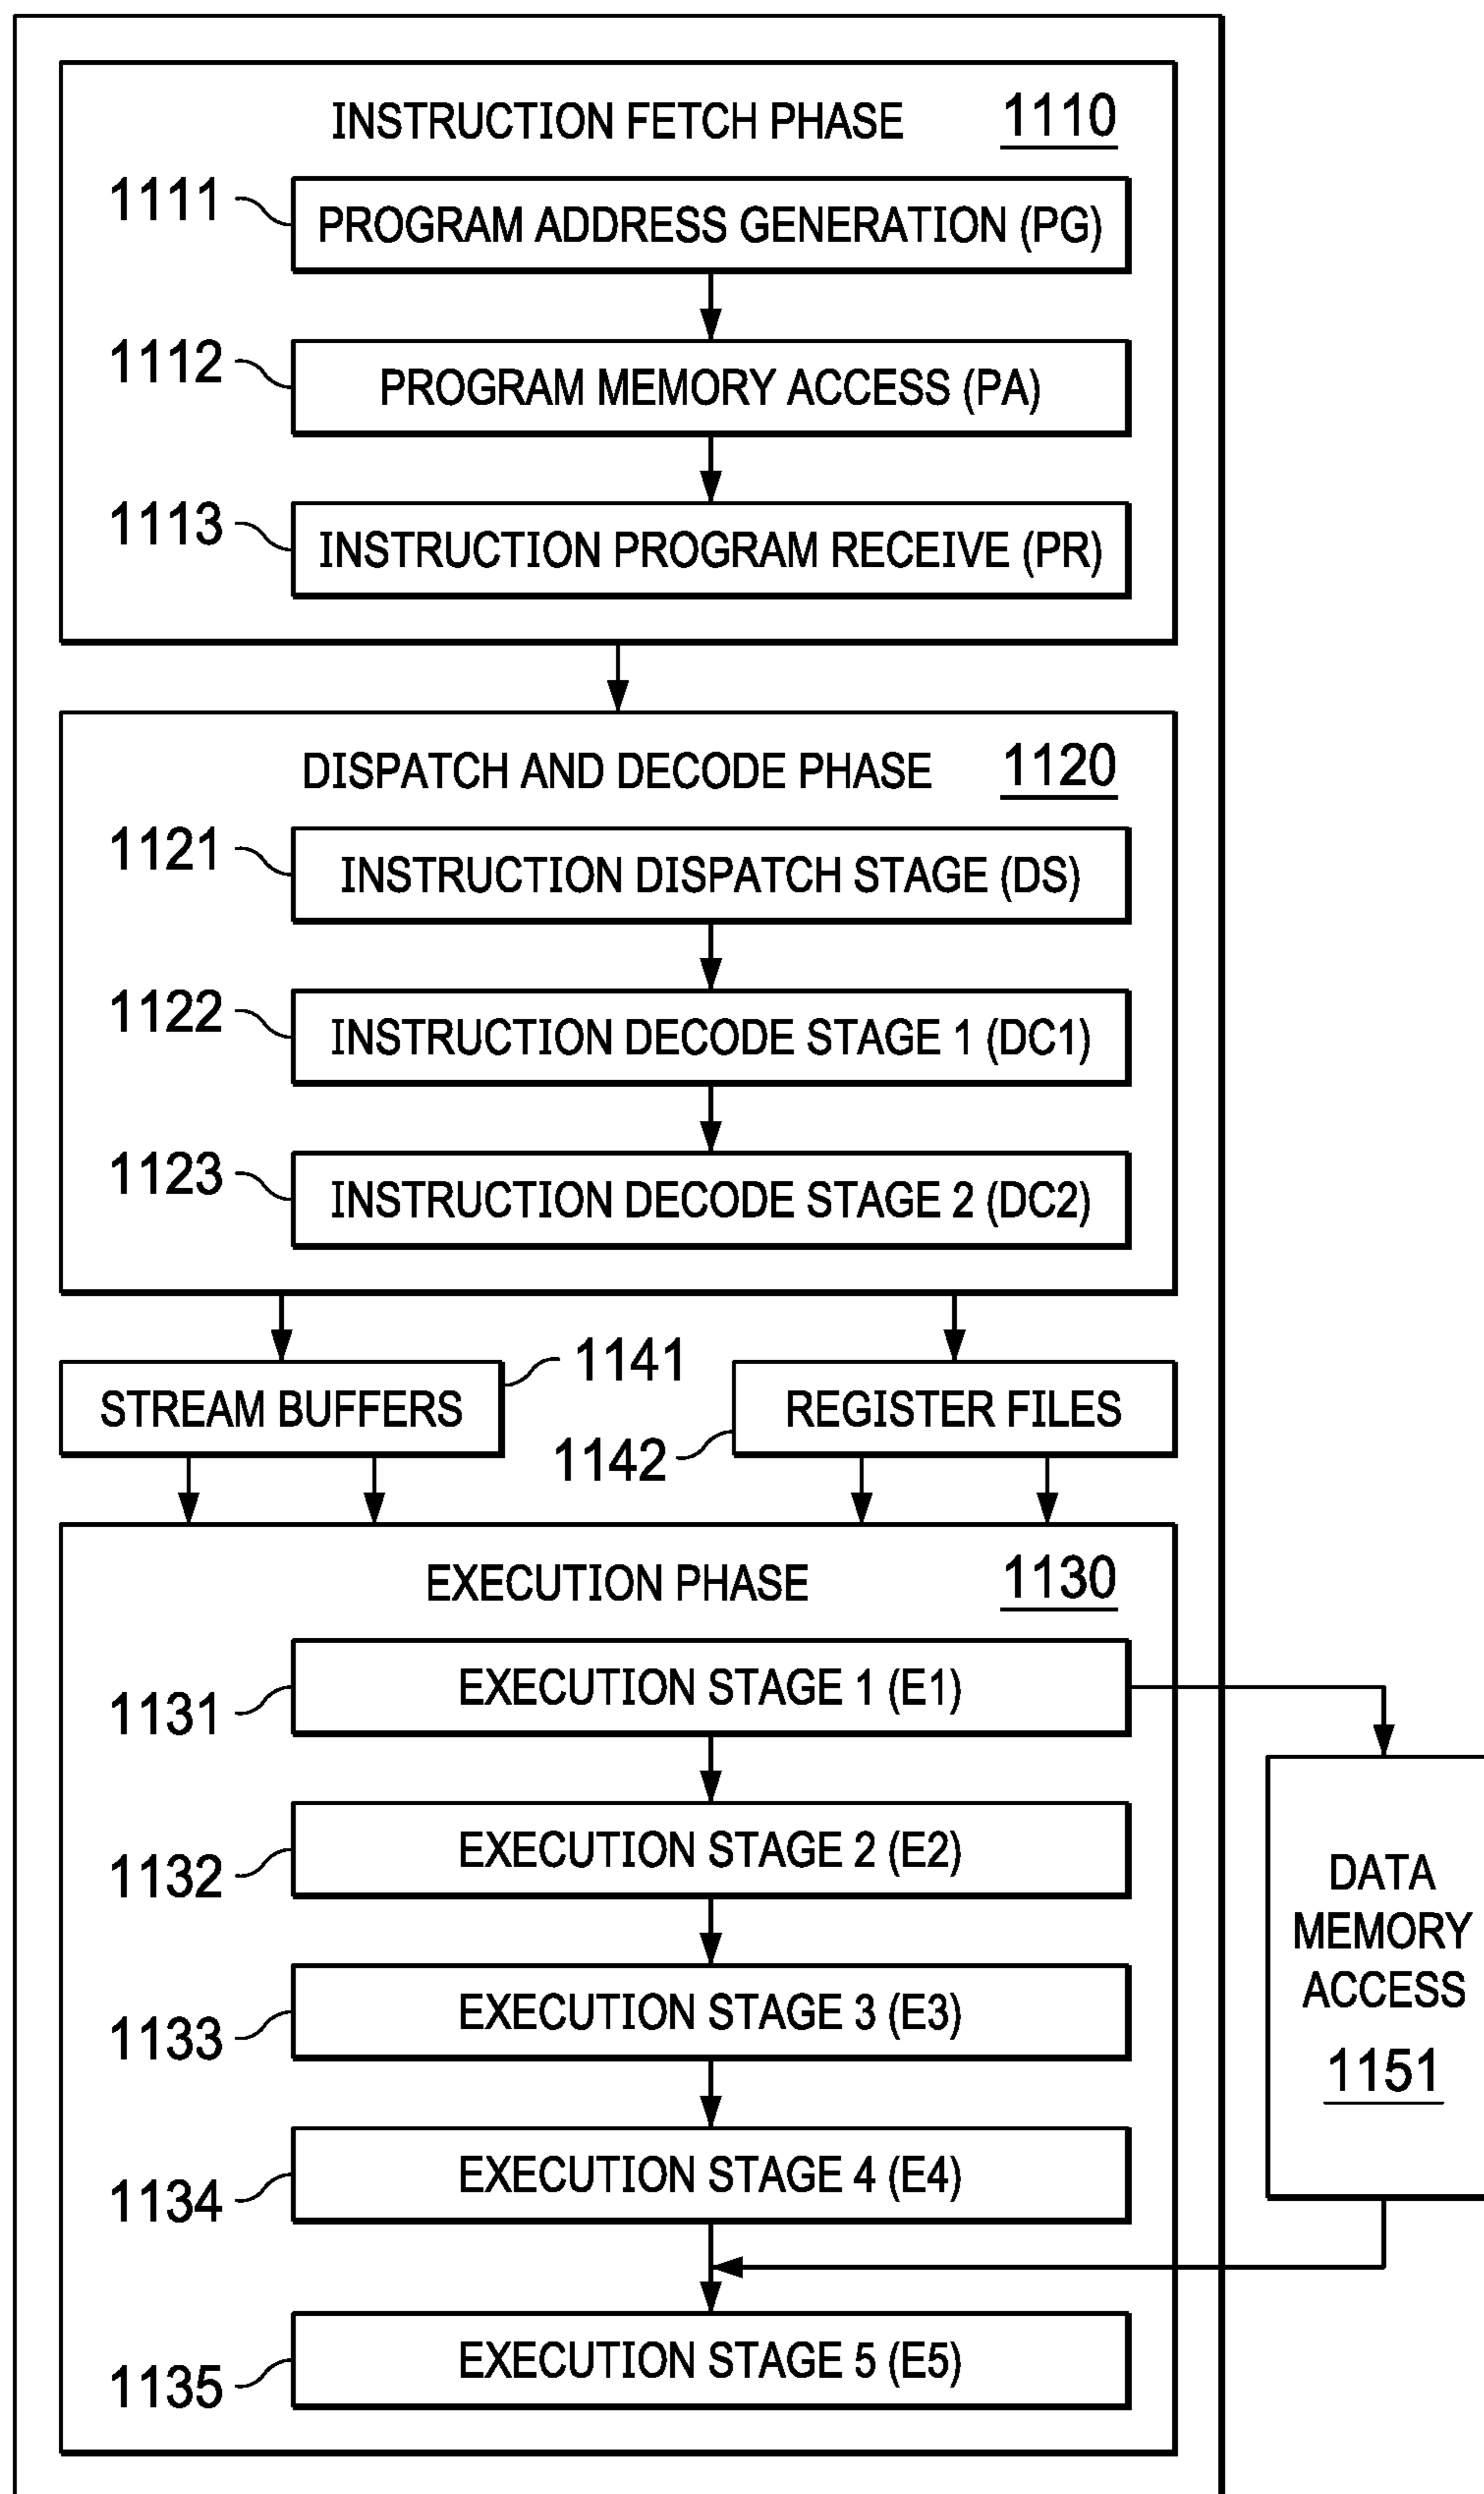 INSTRUCTION FETCH PHASE 1110
1111 PROGRAM ADDRESS GENERATION (PG)
1112 PROGRAM MEMORY ACCESS (PA)
1113 INSTRUCTION PROGRAM RECEIVE (PR)
DISPATCH AND DECODE PHASE 1120
1121 INSTRUCTION DISPATCH STAGE (DS)
1122 INSTRUCTION DECODE STAGE 1 (DC1)
1123 INSTRUCTION DECODE STAGE 2 (DC2)
STREAM BUFFERS
1141
REGISTER FILES
1142
EXECUTION PHASE 1130
1131 EXECUTION STAGE 1 (E1)
1132 EXECUTION STAGE 2 (E2)
1133 EXECUTION STAGE 3 (E3)
1134 EXECUTION STAGE 4 (E4)
1135 EXECUTION STAGE 5 (E5)
DATA
MEMORY
ACCESS
1151